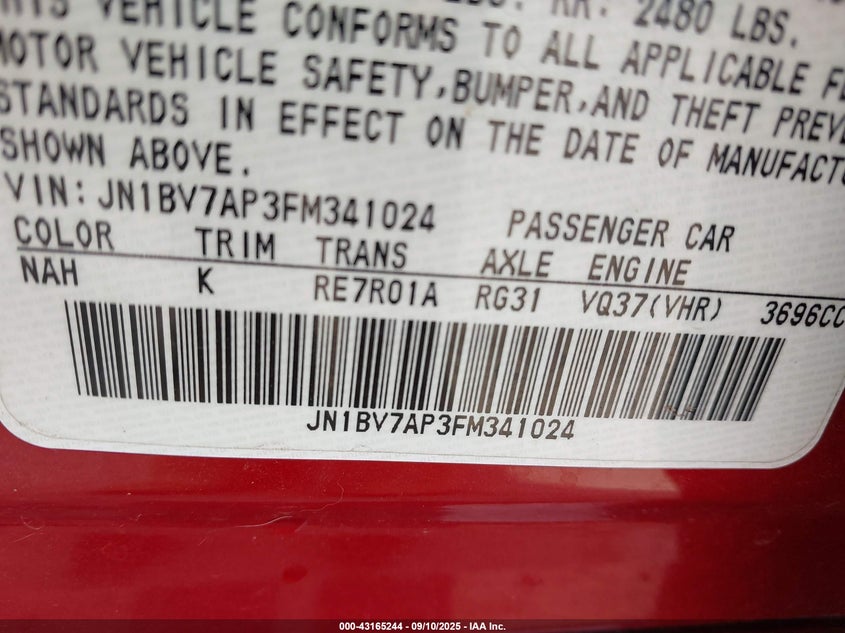 VEHICLE CONFORMS TO ALL APPLICABLE
RR: 2480 LBS.
MOTOR VEHICLE SAFETY, BUMPER, AND THEFT
STANDARDS IN EFFECT ON THE DATE OF
SHOWN ABOVE.
VIN: JN1BV7AP3FM341024 PASSENGER CAR
COLOR TRIM TRANS AXLE ENGINE
NAH K RE7R01A RG31 VQ37(VHR) 3696CC
JN1BV7AP3FM341024
000-43165244 | 09/10/2025 - IAA Inc.